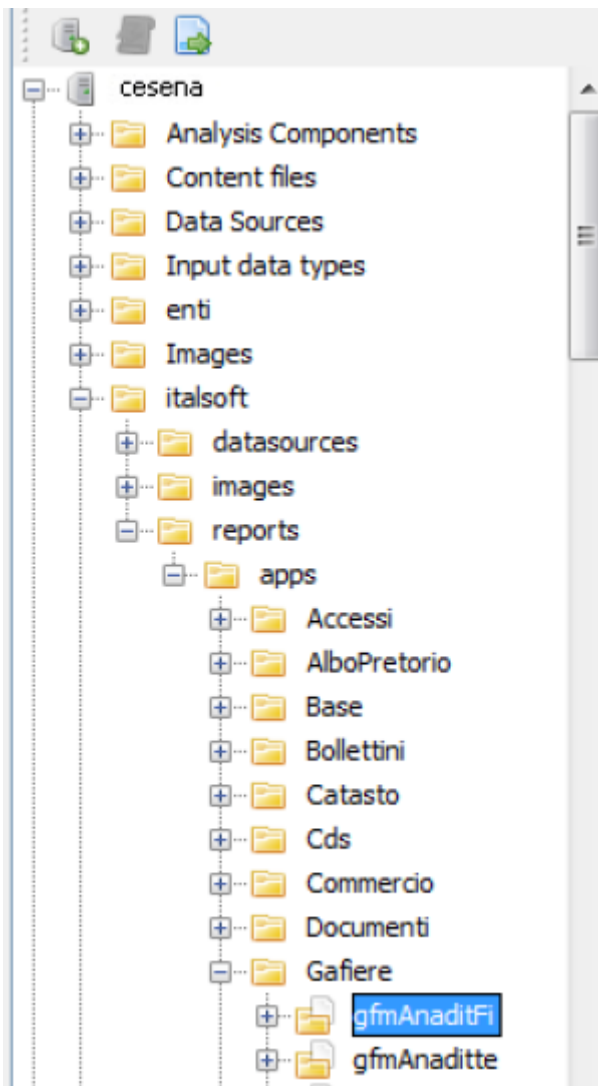 cesena
Analysis Components
Content files
Data Sources
Input data types
enti
Images
italsoft
datasources
images
reports
apps
Accessi
AlboPretorio
Base
Bollettini
Catasto
Cds
Commercio
Documenti
Gafiere
gfmAnaditFi
gfmAnaditte